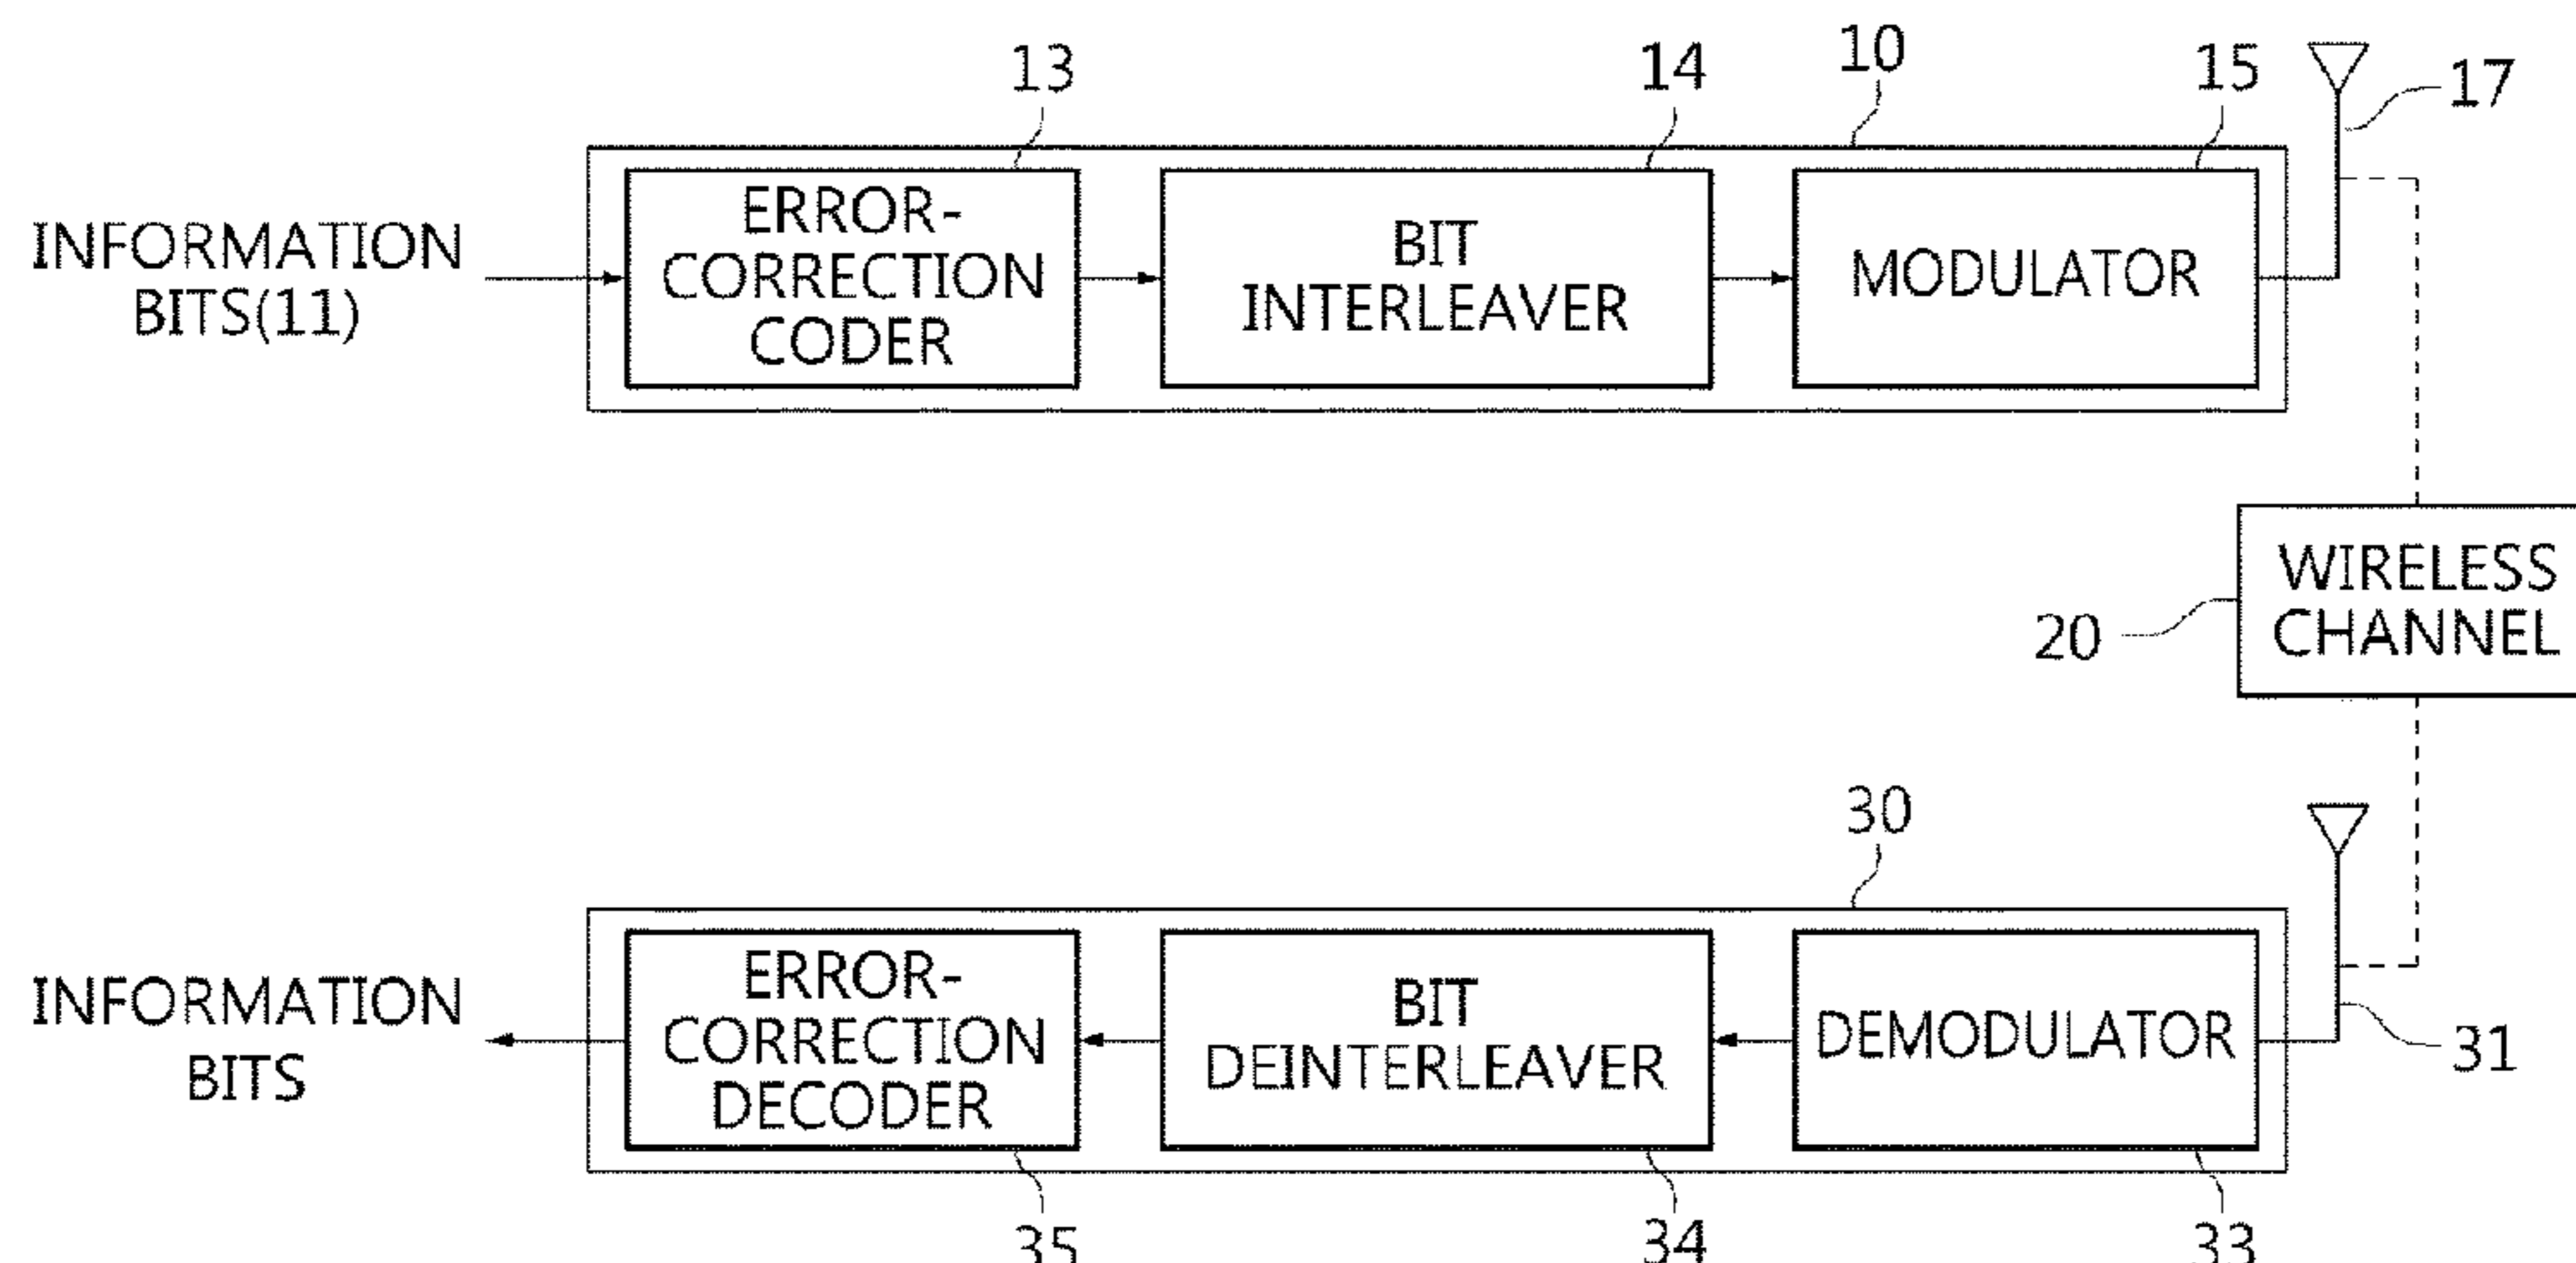 13
14
10
15
17
INFORMATION
BITS(11)
ERROR-
CORRECTION
CODER
BIT
INTERLEAVER
MODULATOR
WIRELESS
CHANNEL
20
30
INFORMATION
BITS
ERROR-
CORRECTION
DECODER
BIT
DEINTERLEAVER
DEMODULATOR
31
35
34
33